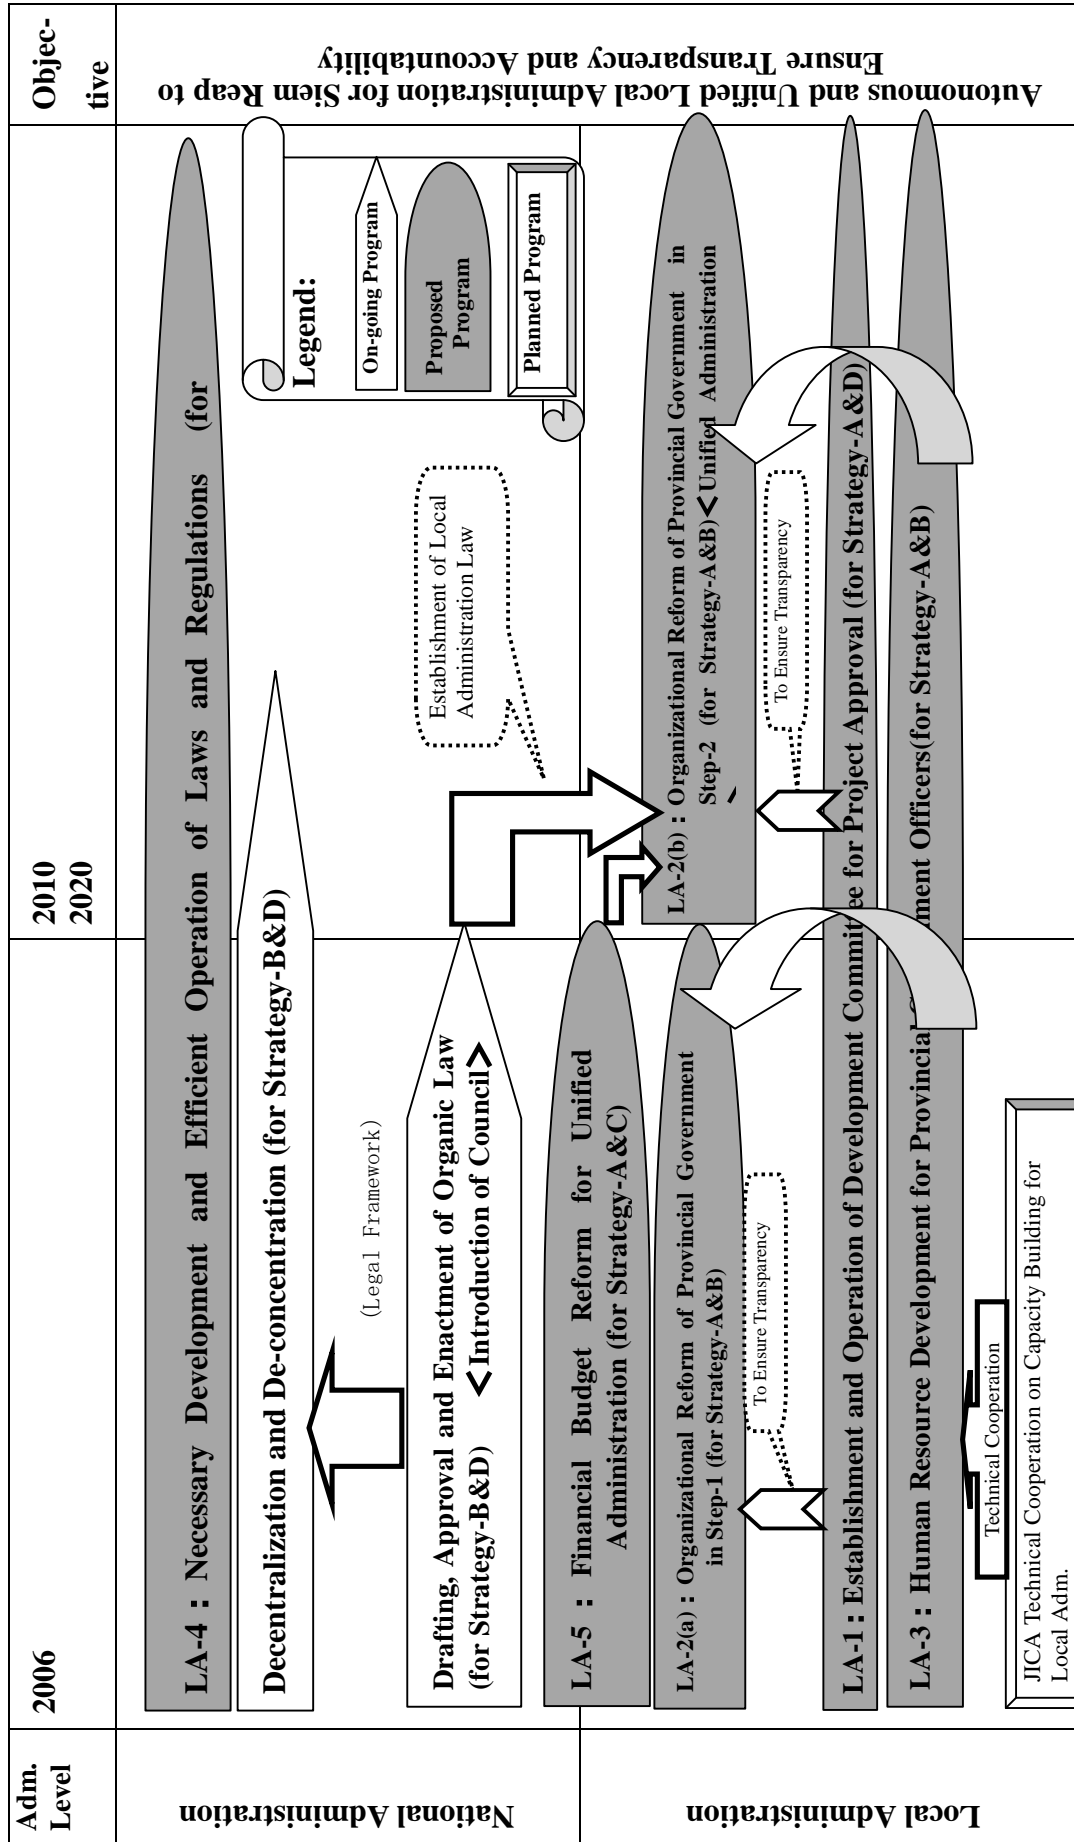 Adm.
Level
2006
2010
2020
Objec-
tive
National Administration
LA-4 : Necessary Development and Efficient Operation of Laws and Regulations (for
Decentralization and De-concentration (for Strategy-B&D)
(Legal Framework)
Drafting, Approval and Enactment of Organic Law
(for Strategy-B&D) <Introduction of Council>
Establishment of Local
Administration Law
Legend:
On-going Program
Proposed
Program
Planned Program
Local Administration
LA-5 : Financial Budget Reform for Unified
Administration (for Strategy-A&C)
LA-2(a) : Organizational Reform of Provincial Government
in Step-1 (for Strategy-A&B)
LA-2(b) : Organizational Reform of Provincial Government in
Step-2 (for Strategy-A&B)<Unified Administration
>
To Ensure Transparency
To Ensure Transparency
LA-1 : Establishment and Operation of Development Committee for Project Approval (for Strategy-A&D)
LA-3 : Human Resource Development for Provincial ment Officers(for Strategy-A&B)
Technical Cooperation
JICA Technical Cooperation on Capacity Building for
Local Adm.
Autonomous and Unified Local Administration for Siem Reap to
Ensure Transparency and Accountability